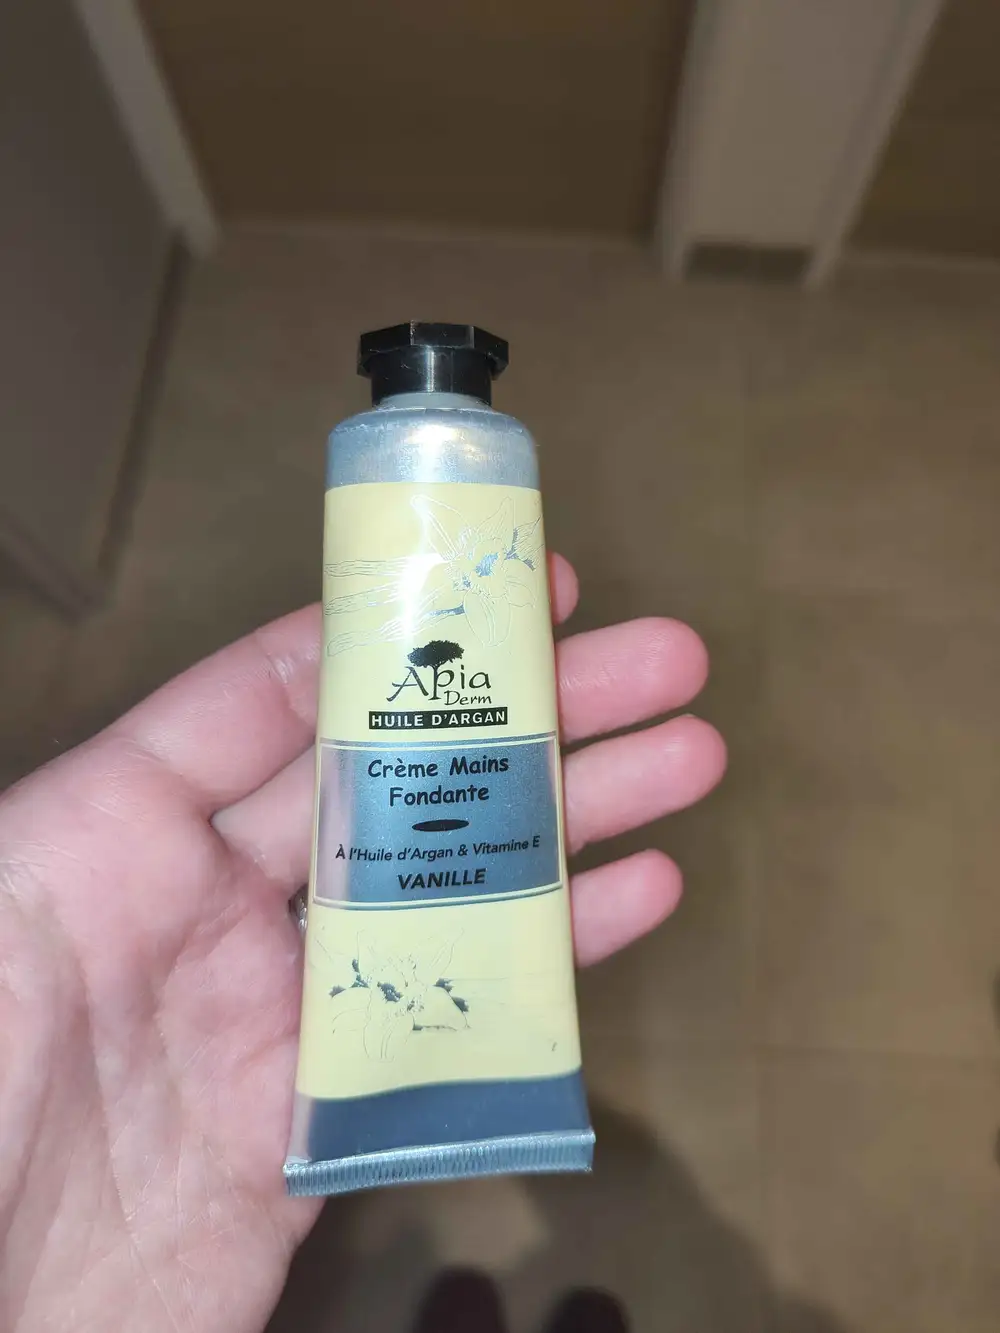 Apia
Derm
HUILE D'ARGAN
Crème Mains
Fondante
À l'Huile d'Argan & Vitamine E
VANILLE